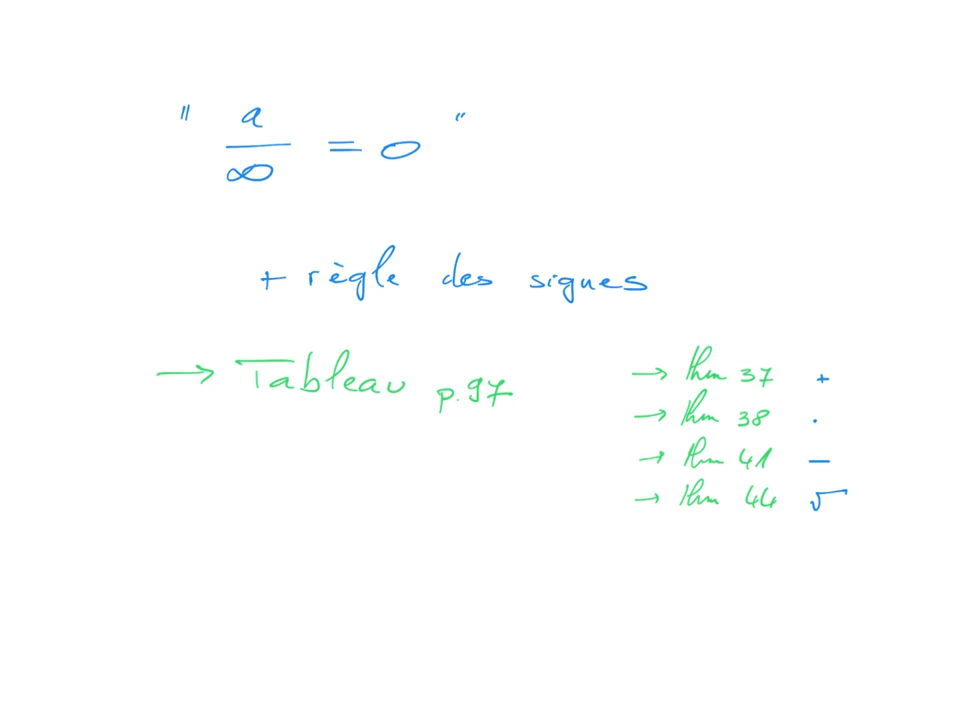 " a
―
∞ = 0 "
+ règle des signes
→ Tableau p.97
→ thm 37 +
→ thm 38 .
→ thm 41 —
→ thm 44 √